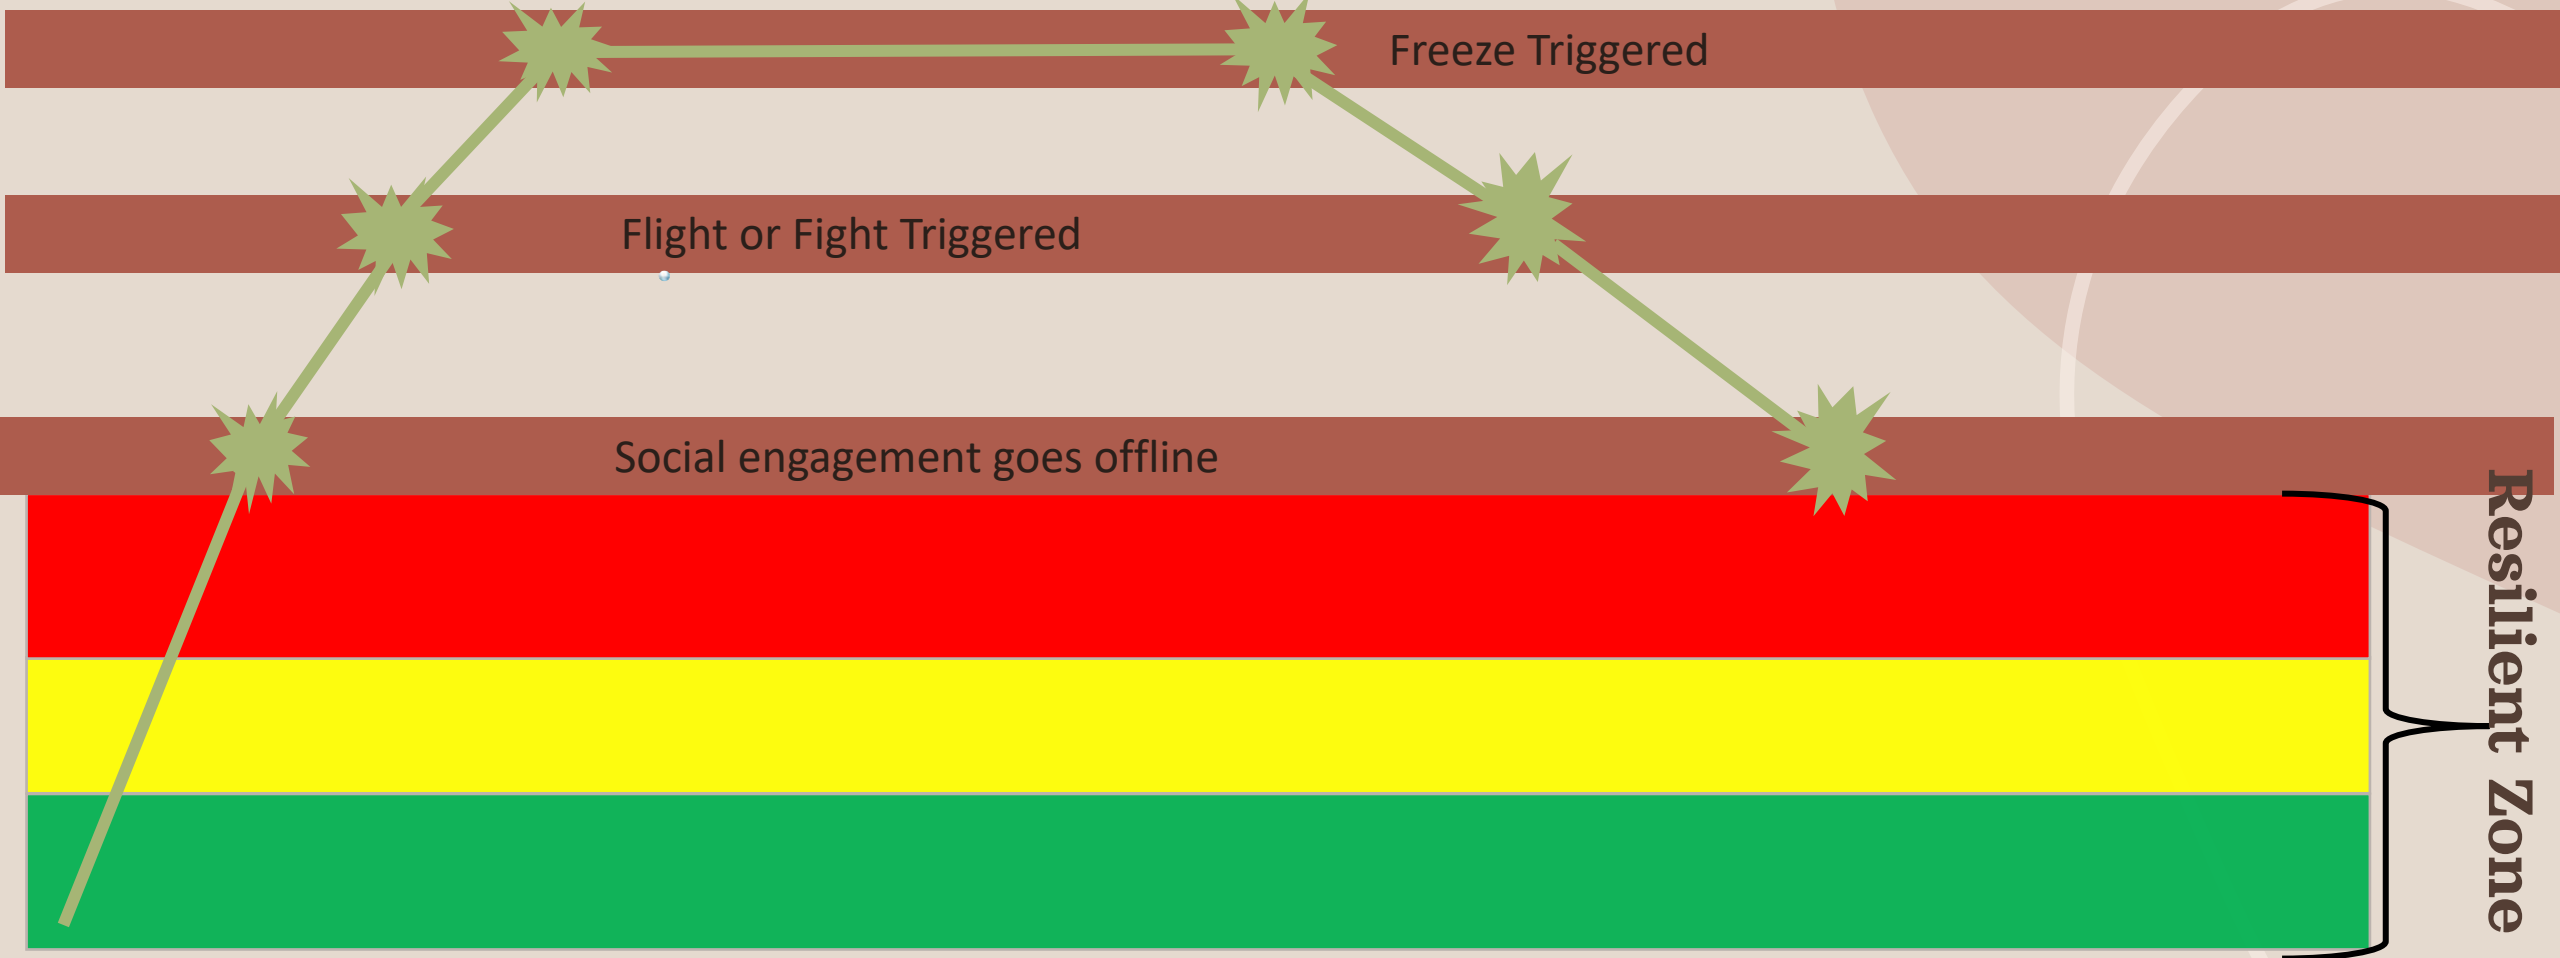 Freeze Triggered
Flight or Fight Triggered
Social engagement goes offline
Resilient Zone